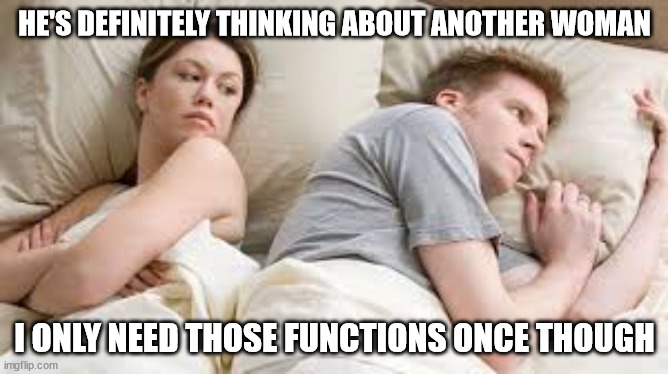 HE'S DEFINITELY THINKING ABOUT ANOTHER WOMAN
I ONLY NEED THOSE FUNCTIONS ONCE THOUGH
imgflip.com